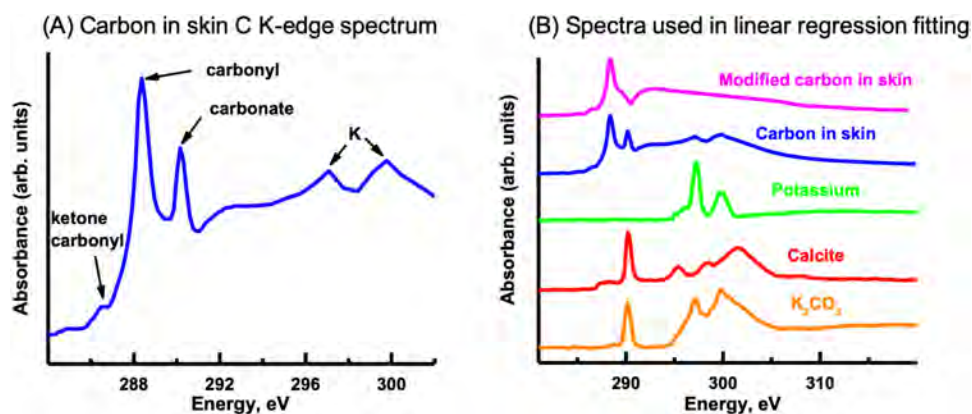 (A) Carbon in skin C K-edge spectrum
carbonyl
carbonate
K
ketone
carbonyl
Absorbance (arb. units)
288 292 296 300
Energy, eV
(B) Spectra used in linear regression fitting
Modified carbon in skin
Carbon in skin
Potassium
Calcite
K₂CO₃
Absorbance (arb. units)
290 300 310
Energy, eV